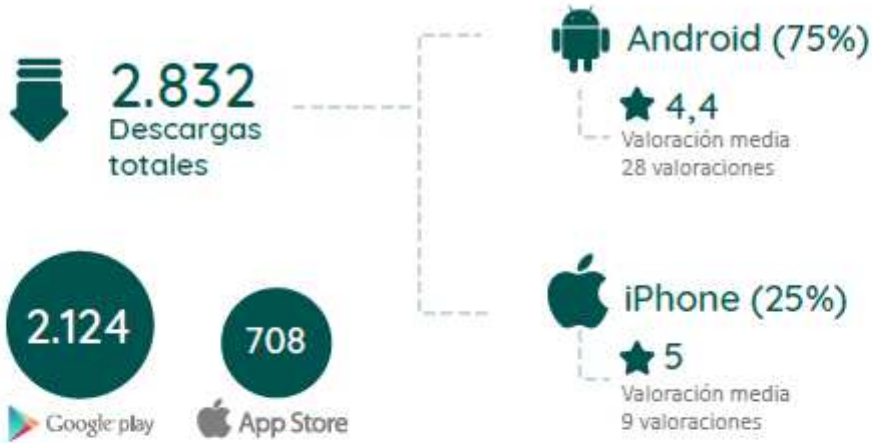 2.832
Descargas
totales
2.124
Google play
708
App Store
Android (75%)
4,4
Valoración media
28 valoraciones
iPhone (25%)
5
Valoración media
9 valoraciones